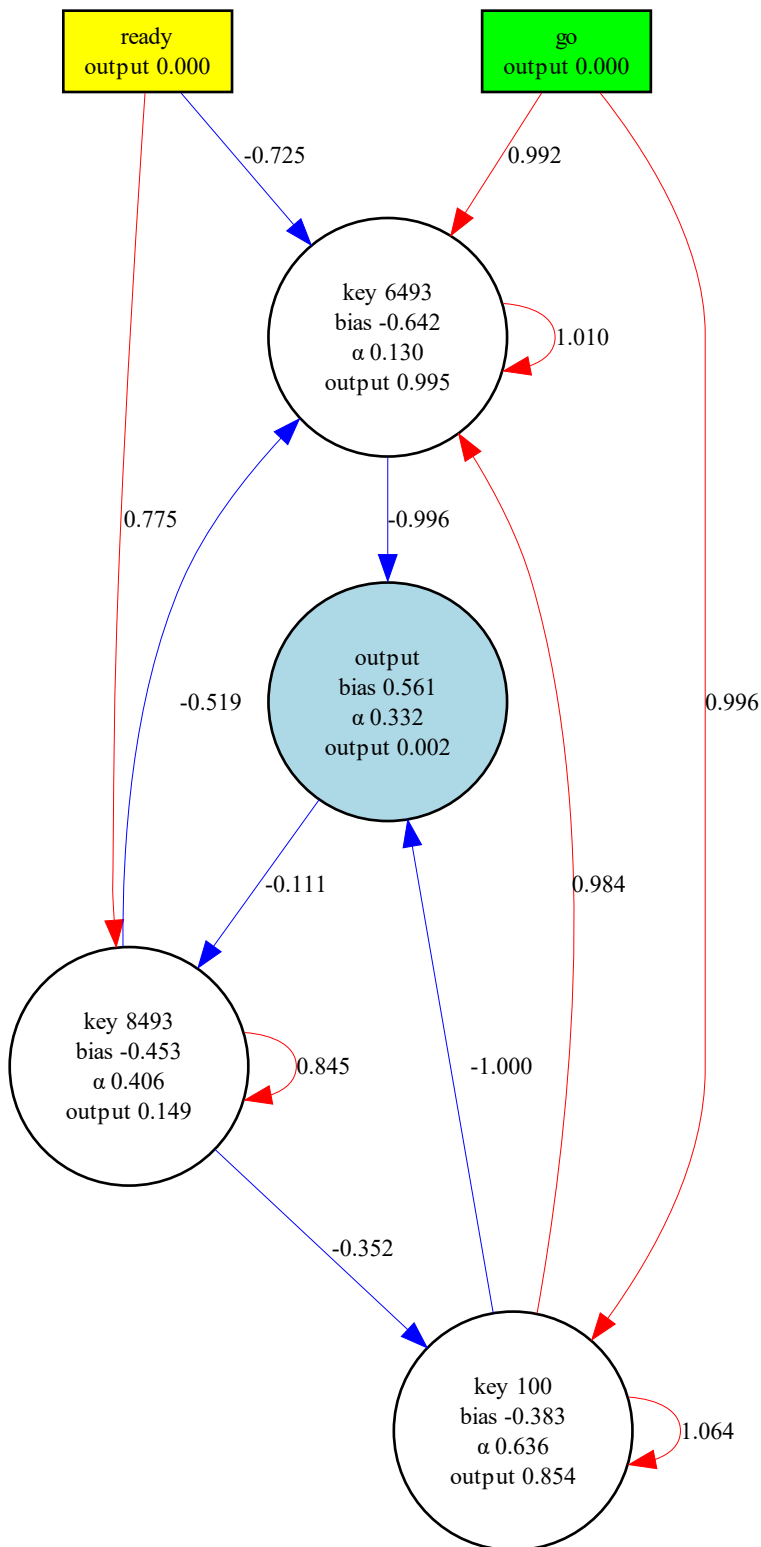 ready
output 0.000
go
output 0.000
-0.725
0.992
key 6493
bias -0.642
α 0.130
output 0.995
1.010
0.775
-0.996
-0.519
output
bias 0.561
α 0.332
output 0.002
0.996
-0.111
0.984
key 8493
bias -0.453
α 0.406
output 0.149
0.845
-1.000
-0.352
key 100
bias -0.383
α 0.636
output 0.854
1.064